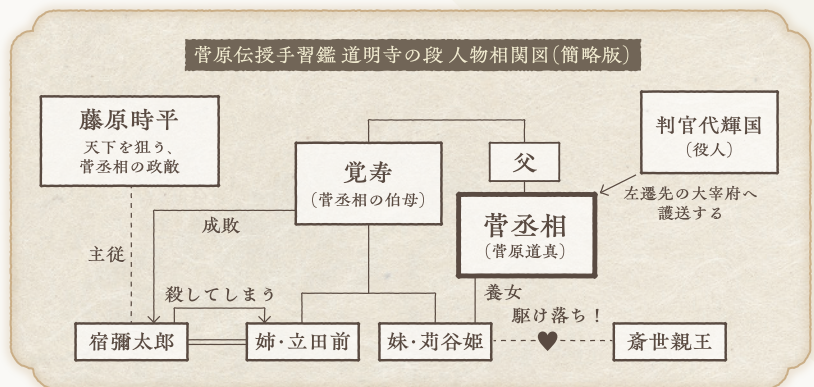 菅原伝授手習鑑 道明寺の段 人物相関図(簡略版)
藤原時平
天下を狙う、
菅丞相の政敵
覚寿
(菅丞相の伯母)
父
判官代輝国
(役人)
菅丞相
(菅原道真)
左遷先の大宰府へ
護送する
成敗
主従
殺してしまう
養女
駆け落ち!
宿彌太郎
姉・立田前
妹・苅谷姫
斎世親王